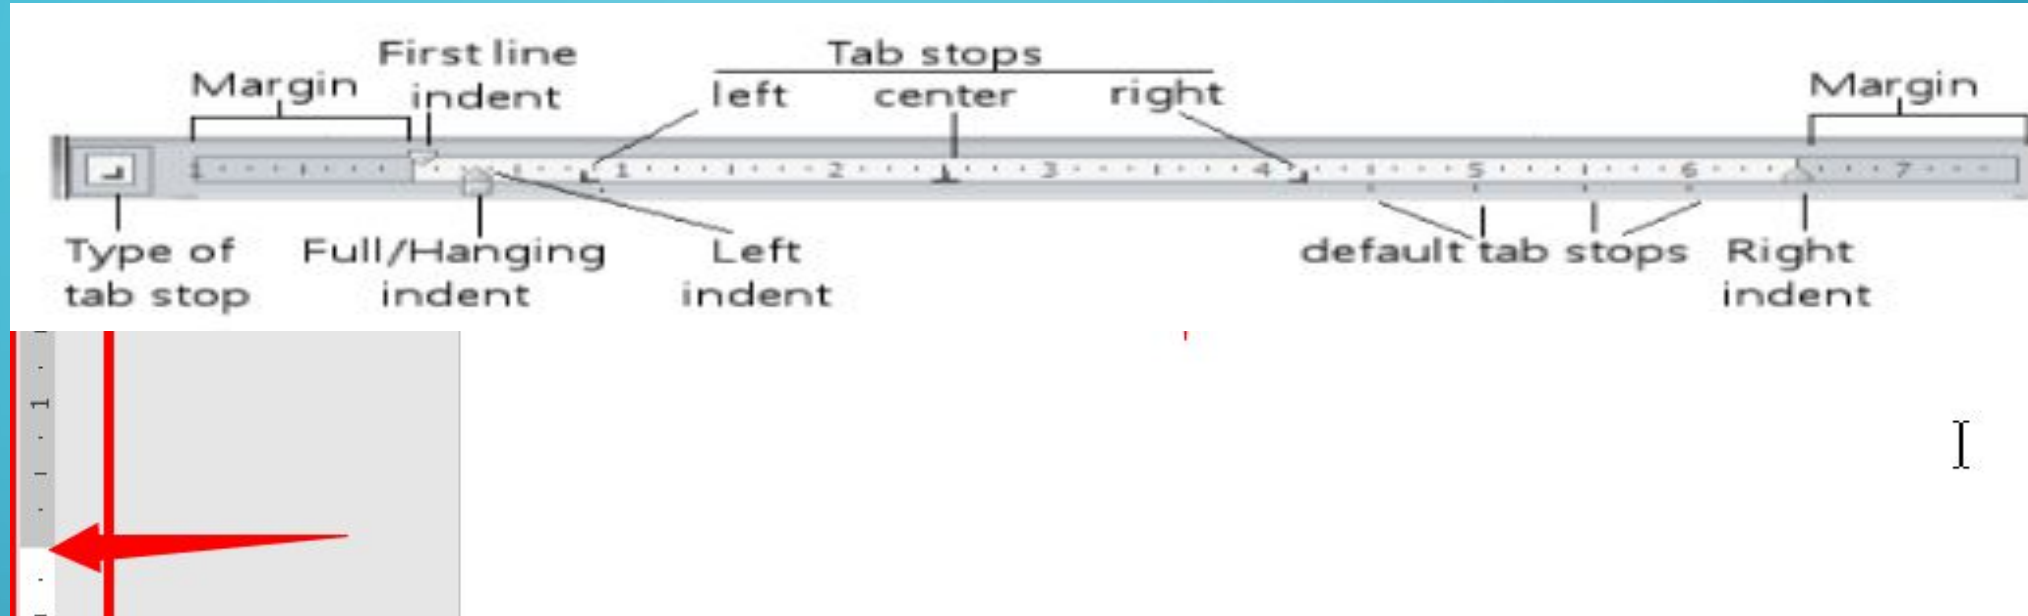 First line
indent
Margin
Tab stops
left center right
Margin
1 1 2 3 4 5 6 7
Type of
tab stop
Full/Hanging
indent
Left
indent
default tab stops
Right
indent
1